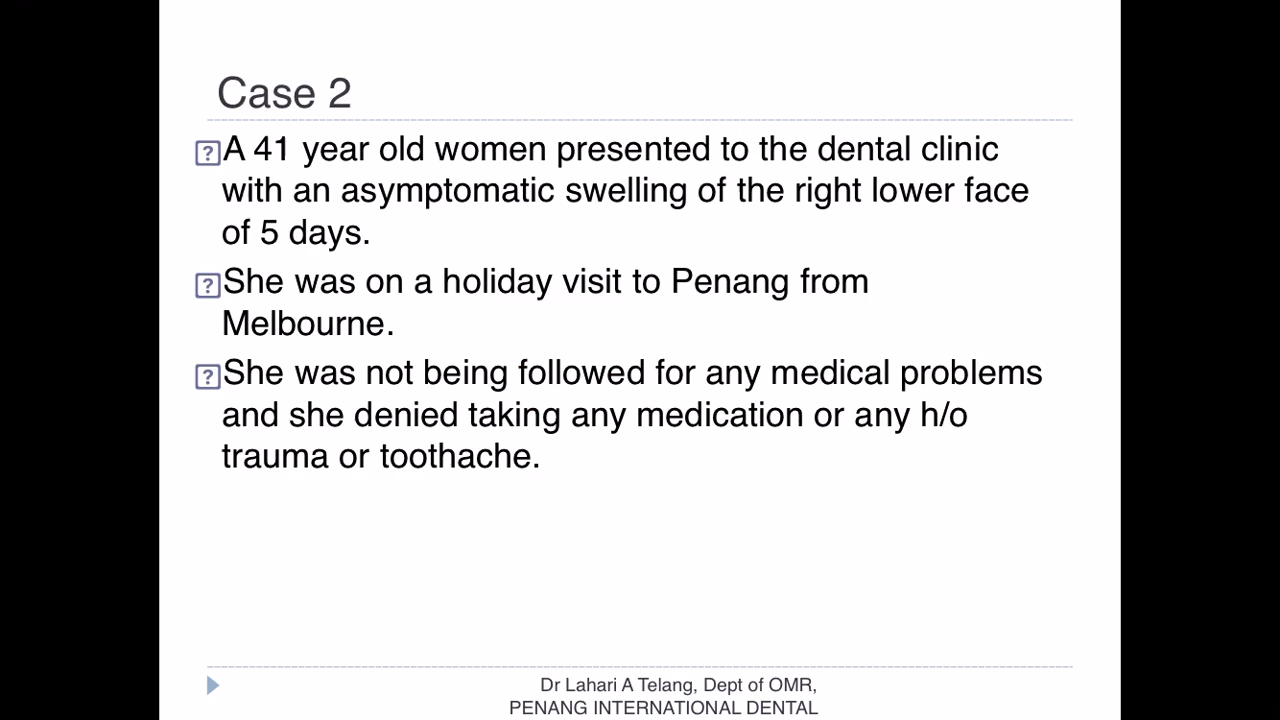 Case 2
A 41 year old women presented to the dental clinic
with an asymptomatic swelling of the right lower face
of 5 days.
She was on a holiday visit to Penang from
Melbourne.
She was not being followed for any medical problems
and she denied taking any medication or any h/o
trauma or toothache.
Dr Lahari A Telang, Dept of OMR,
PENANG INTERNATIONAL DENTAL